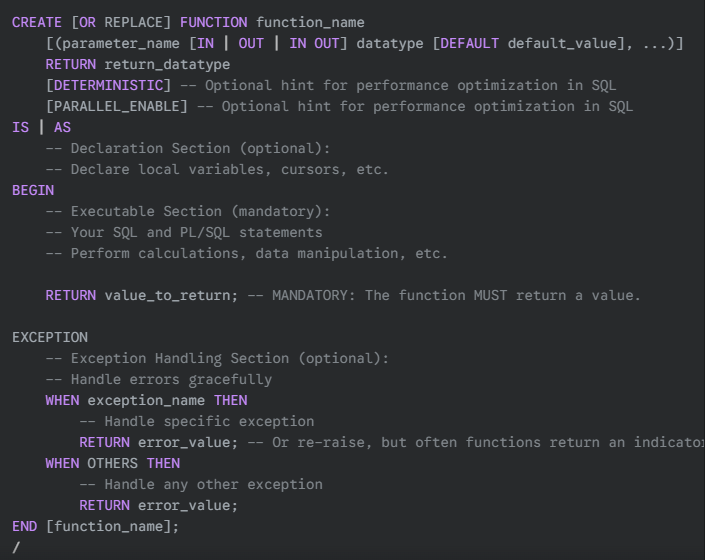 CREATE [OR REPLACE] FUNCTION function_name
    [(parameter_name [IN | OUT | IN OUT] datatype [DEFAULT default_value], ...)]
    RETURN return_datatype
    [DETERMINISTIC] -- Optional hint for performance optimization in SQL
    [PARALLEL_ENABLE] -- Optional hint for performance optimization in SQL
IS | AS
    -- Declaration Section (optional):
    -- Declare local variables, cursors, etc.
BEGIN
    -- Executable Section (mandatory):
    -- Your SQL and PL/SQL statements
    -- Perform calculations, data manipulation, etc.

    RETURN value_to_return; -- MANDATORY: The function MUST return a value.

EXCEPTION
    -- Exception Handling Section (optional):
    -- Handle errors gracefully
    WHEN exception_name THEN
        -- Handle specific exception
        RETURN error_value; -- Or re-raise, but often functions return an indicator
    WHEN OTHERS THEN
        -- Handle any other exception
        RETURN error_value;
END [function_name];
/